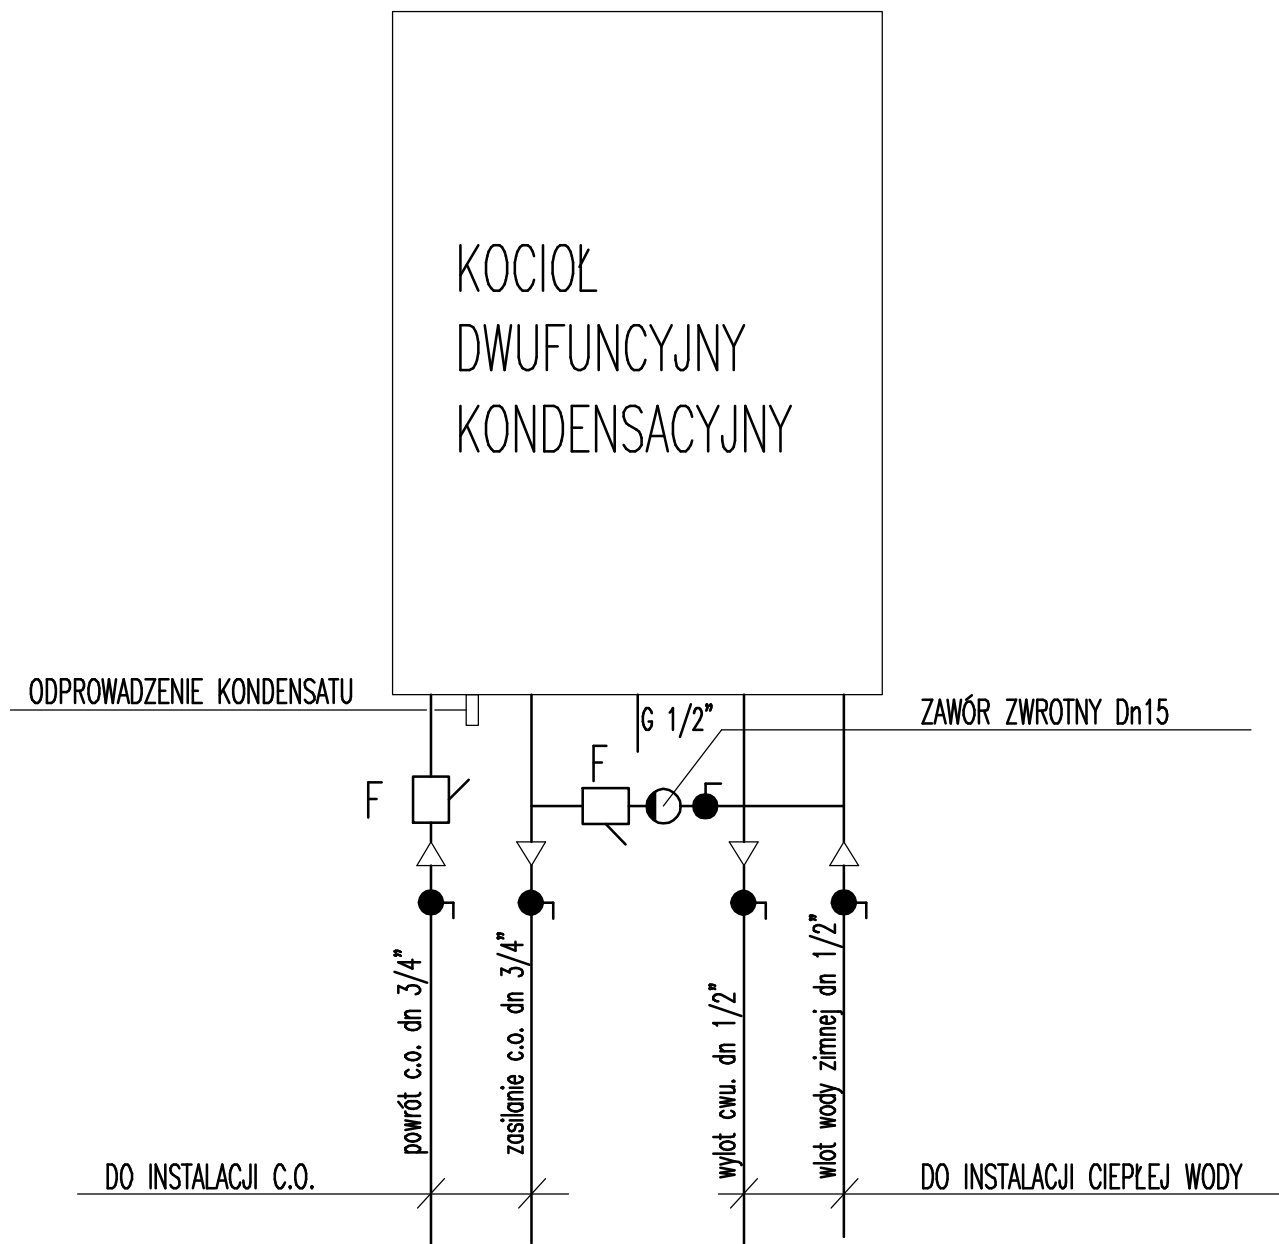 KOCIOŁ
DWUFUNCYJNY
KONDENSACYJNY
ODPROWADZENIE KONDENSATU
G 1/2"
ZAWÓR ZWROTNY Dn15
F
F
powrót c.o. dn 3/4"
zasilanie c.o. dn 3/4"
wylot cwu. dn 1/2"
wlot wody zimnej dn 1/2"
DO INSTALACJI C.O.
DO INSTALACJI CIEPŁEJ WODY